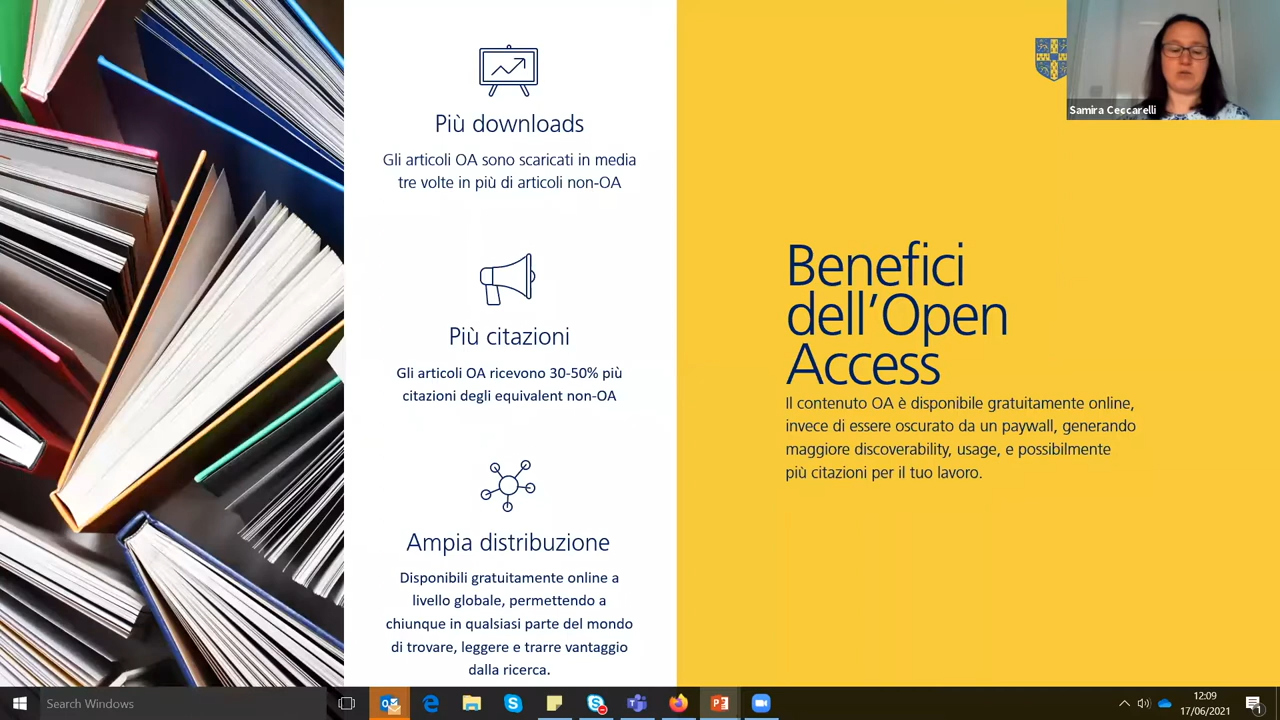 Più downloads
Gli articoli OA sono scaricati in media
tre volte in più di articoli non-OA
Più citazioni
Gli articoli OA ricevono 30-50% più
citazioni degli equivalent non-OA
Ampia distribuzione
Disponibili gratuitamente online a
livello globale, permettendo a
chiunque in qualsiasi parte del mondo
di trovare, leggere e trarre vantaggio
dalla ricerca.
Benefici
dell’Open
Access
Il contenuto OA è disponibile gratuitamente online,
invece di essere oscurato da un paywall, generando
maggiore discoverability, usage, e possibilmente
più citazioni per il tuo lavoro.
Samira Ceccarelli
Search Windows
12:09
17/06/2021
1